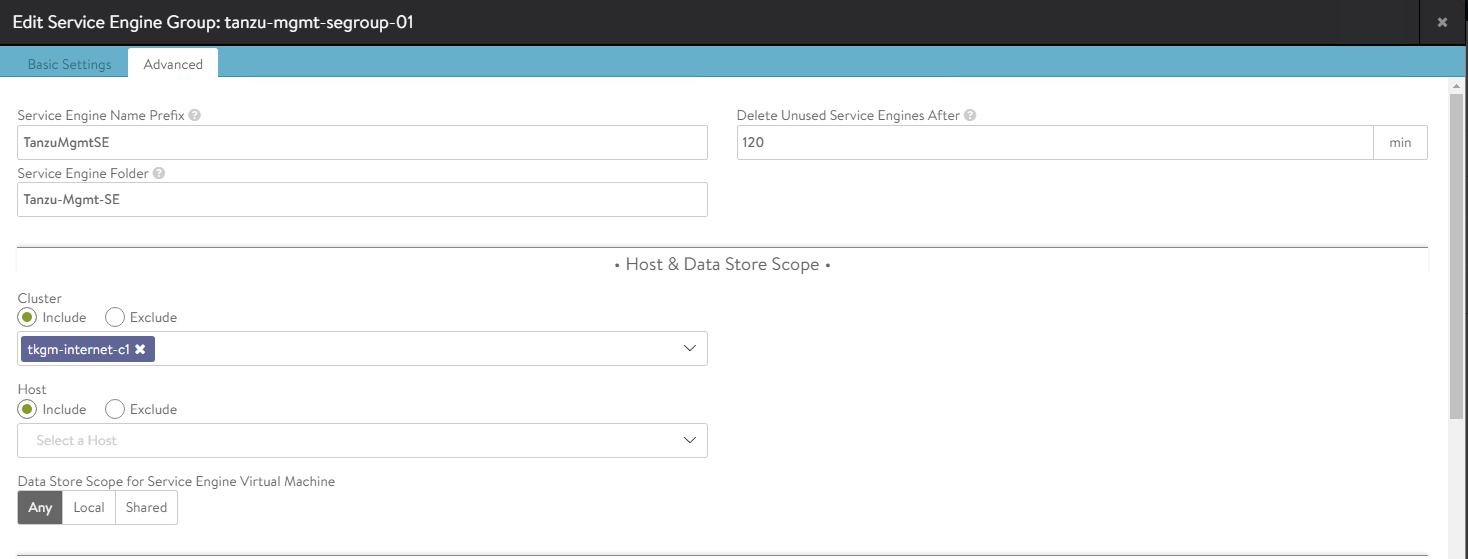 Edit Service Engine Group: tanzu-mgmt-segroup-01
Basic Settings Advanced
Service Engine Name Prefix ?
TanzuMgmtSE
Delete Unused Service Engines After ?
120 min
Service Engine Folder ?
Tanzu-Mgmt-SE
• Host & Data Store Scope •
Cluster
Include Exclude
tkgm-internet-c1
Host
Include Exclude
Select a Host
Data Store Scope for Service Engine Virtual Machine
Any Local Shared